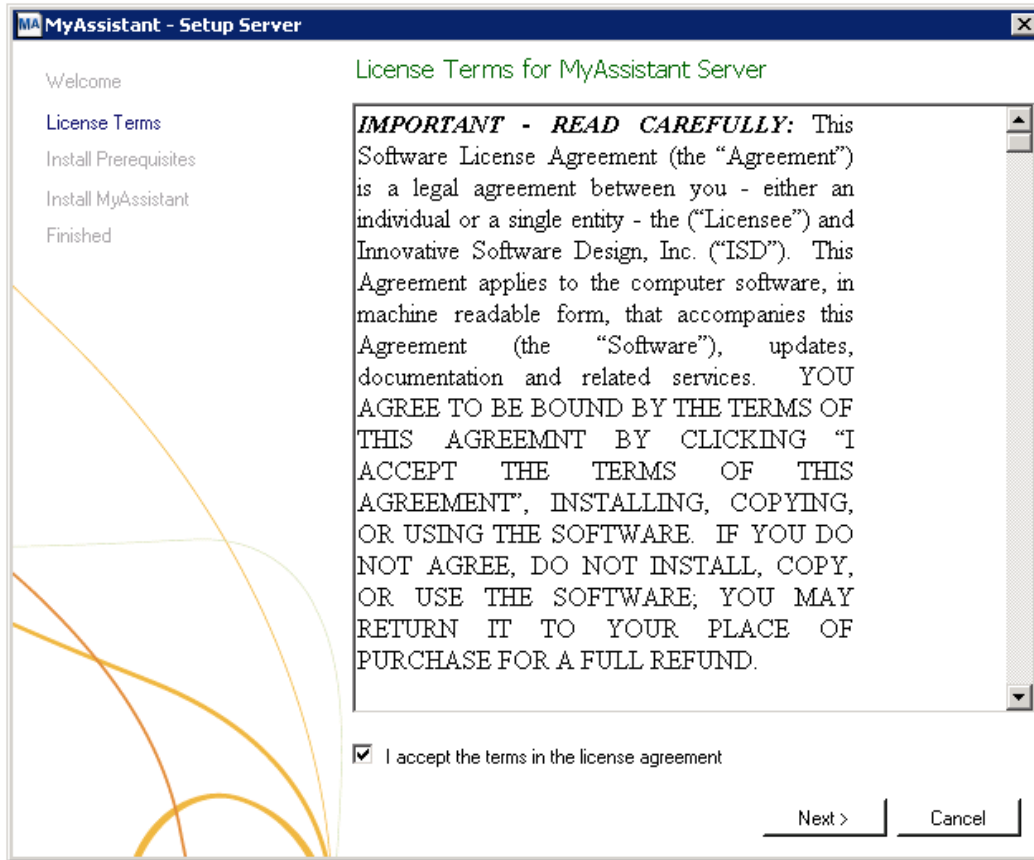 MA MyAssistant - Setup Server
Welcome
License Terms
Install Prerequisites
Install MyAssistant
Finished
License Terms for MyAssistant Server
IMPORTANT - READ CAREFULLY: This
Software License Agreement (the “Agreement”)
is a legal agreement between you - either an
individual or a single entity - the (“Licensee”) and
Innovative Software Design, Inc. (“ISD”). This
Agreement applies to the computer software, in
machine readable form, that accompanies this
Agreement (the “Software”), updates,
documentation and related services. YOU
AGREE TO BE BOUND BY THE TERMS OF
THIS AGREEMNT BY CLICKING “I
ACCEPT THE TERMS OF THIS
AGREEMENT”, INSTALLING, COPYING,
OR USING THE SOFTWARE. IF YOU DO
NOT AGREE, DO NOT INSTALL, COPY,
OR USE THE SOFTWARE; YOU MAY
RETURN IT TO YOUR PLACE OF
PURCHASE FOR A FULL REFUND.
I accept the terms in the license agreement
Next >
Cancel